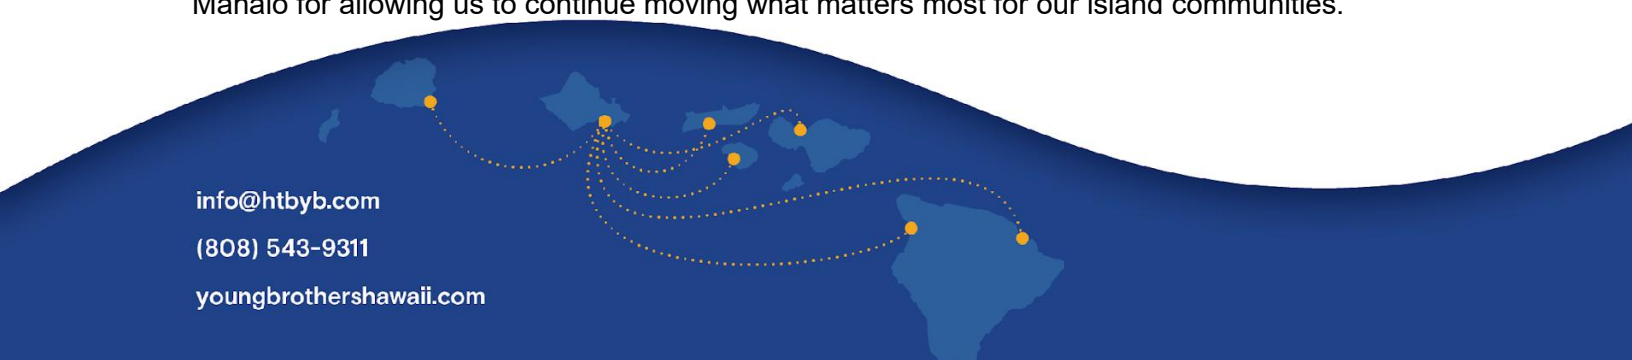 Mahalo for allowing us to continue moving what matters most for our island communities.
info@htbyb.com
(808) 543-9311
youngbrothershawaii.com